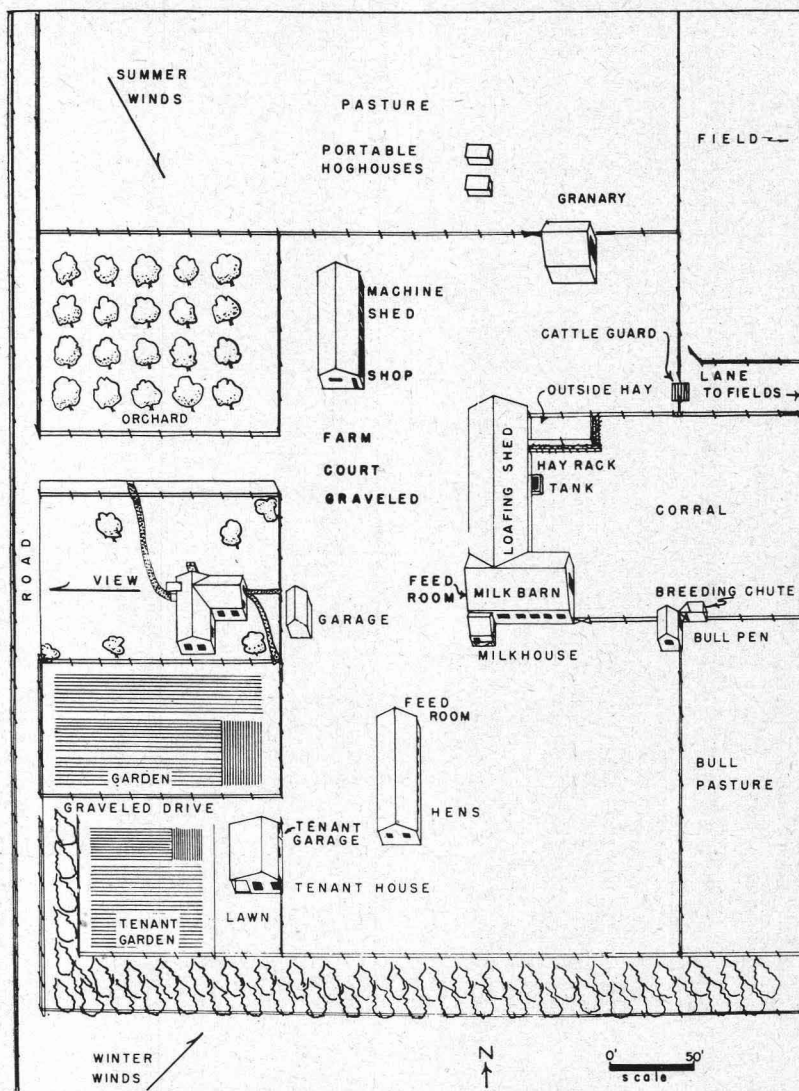 SUMMER
WINDS
PASTURE
PORTABLE
HOGHOUSES
FIELD
GRANARY
MACHINE
SHED
SHOP
CATTLE GUARD
LANE
TO FIELDS
OUTSIDE HAY
ORCHARD
FARM
COURT
GRAVELED
LOAFING SHED
HAY RACK
TANK
CORRAL
ROAD
VIEW
FEED
ROOM
MILK BARN
BREEDING CHUTE
GARAGE
MILKHOUSE
BULL PEN
FEED
ROOM
GARDEN
BULL
PASTURE
GRAVELED DRIVE
HENS
TENANT
GARAGE
TENANT HOUSE
TENANT
GARDEN
LAWN
WINTER
WINDS
N
0' 50'
scale